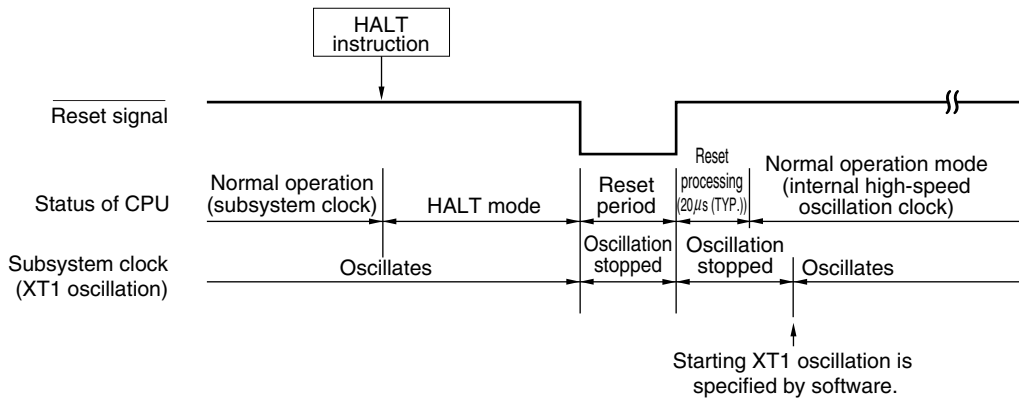 HALT
instruction
Reset signal
Status of CPU
Normal operation
(subsystem clock)
HALT mode
Reset
period
Reset
processing
(20μs (TYP.))
Normal operation mode
(internal high-speed
oscillation clock)
Subsystem clock
(XT1 oscillation)
Oscillates
Oscillation
stopped
Oscillation
stopped
Oscillates
Starting XT1 oscillation is
specified by software.